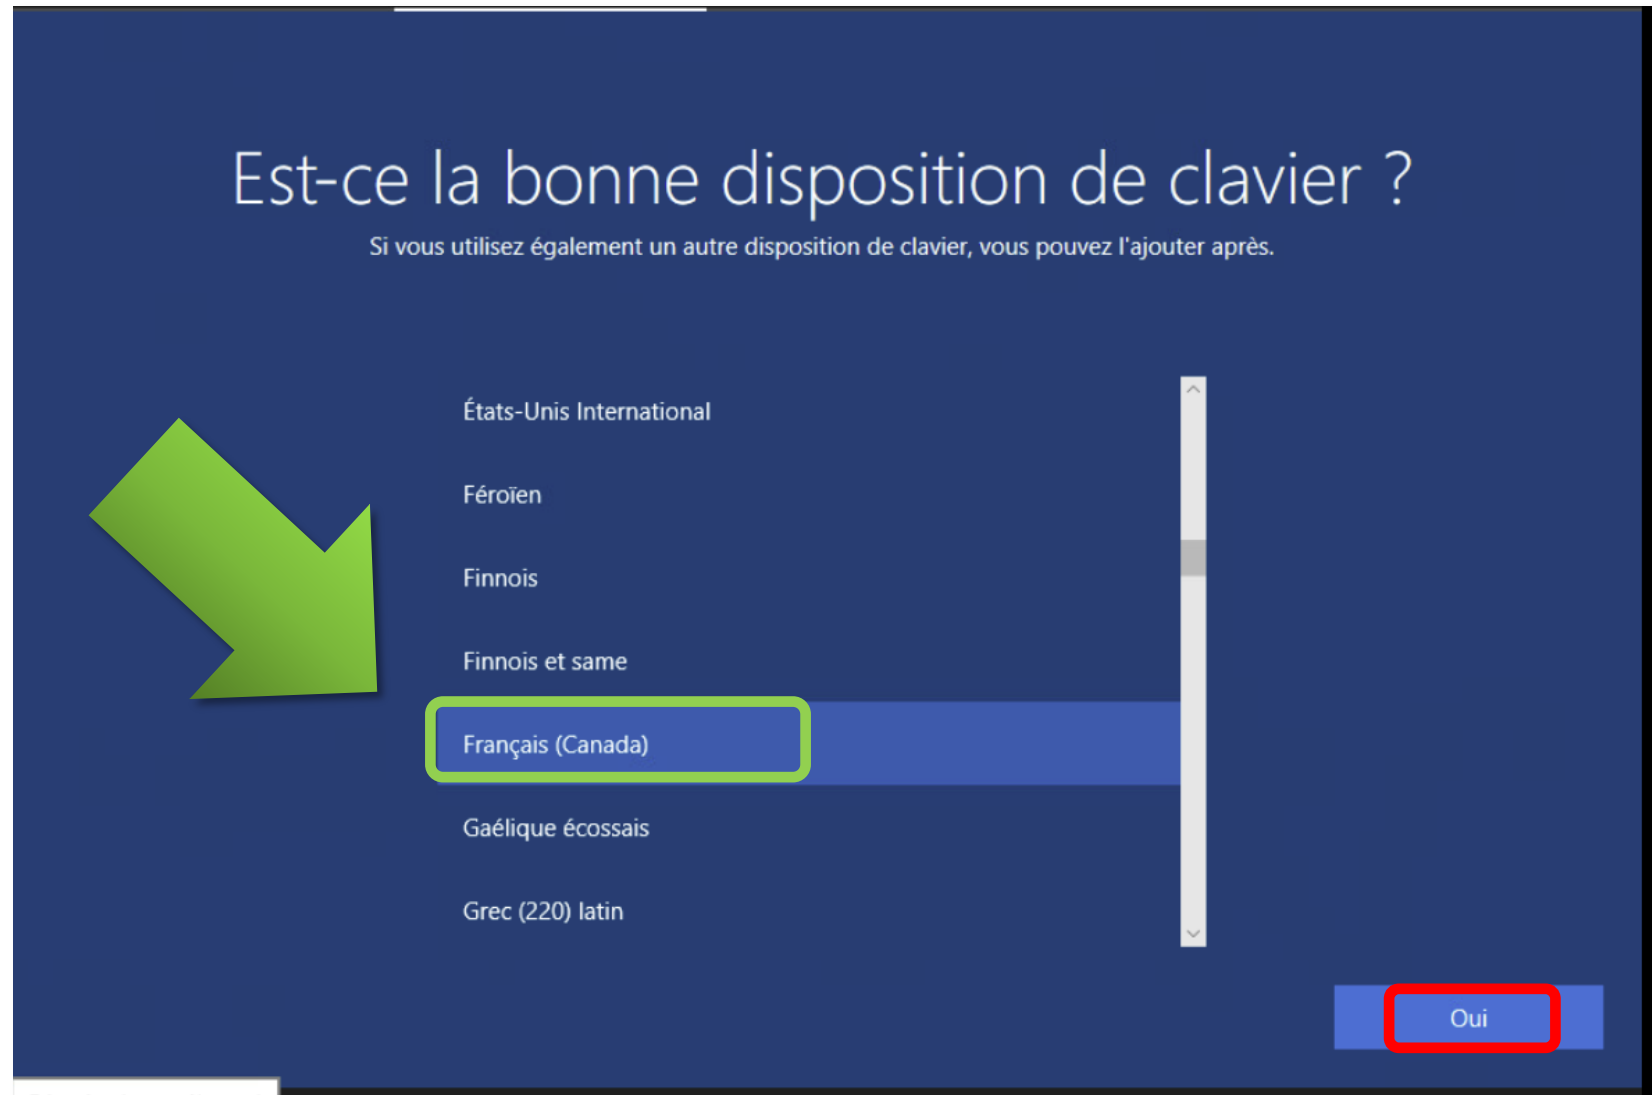 Est-ce la bonne disposition de clavier ?
Si vous utilisez également un autre disposition de clavier, vous pouvez l'ajouter après.
États-Unis International
Féroïen
Finnois
Finnois et same
Français (Canada)
Gaélique écossais
Grec (220) latin
Oui